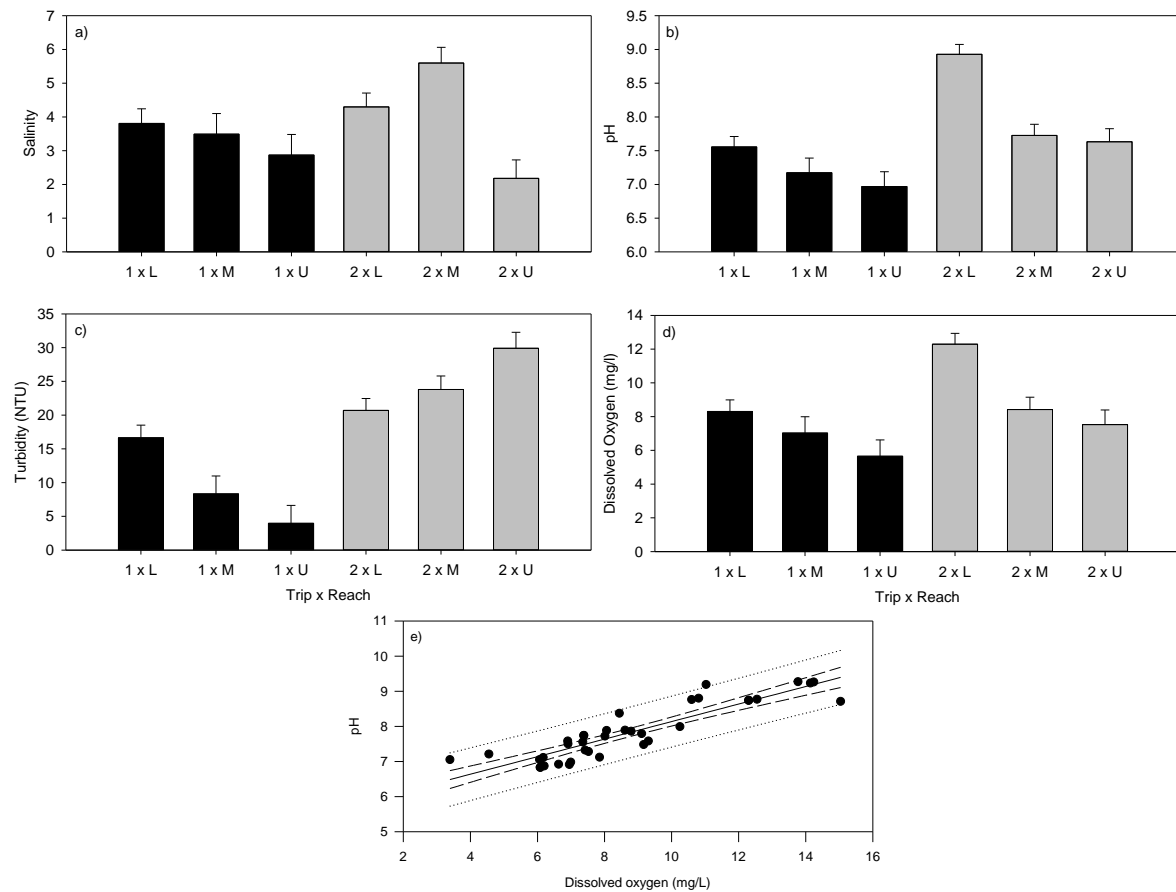 a)
Salinity
7
6
5
4
3
2
1
0
1 x L 1 x M 1 x U 2 x L 2 x M 2 x U
b)
pH
9.5
9.0
8.5
8.0
7.5
7.0
6.5
6.0
1 x L 1 x M 1 x U 2 x L 2 x M 2 x U
c)
Turbidity (NTU)
35
30
25
20
15
10
5
0
1 x L 1 x M 1 x U 2 x L 2 x M 2 x U
Trip x Reach
d)
Dissolved Oxygen (mg/l)
14
12
10
8
6
4
2
0
1 x L 1 x M 1 x U 2 x L 2 x M 2 x U
Trip x Reach
e)
pH
11
10
9
8
7
6
5
2 4 6 8 10 12 14 16
Dissolved oxygen (mg/L)